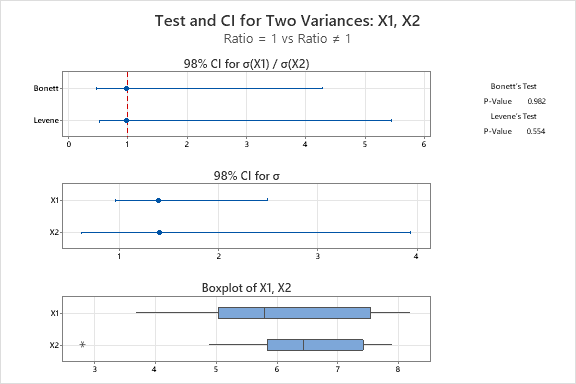 Test and CI for Two Variances: X1, X2
Ratio = 1 vs Ratio ≠ 1
98% CI for σ(X1) / σ(X2)
Bonett
Levene
0 1 2 3 4 5 6
Bonett's Test
P-Value 0.982
Levene's Test
P-Value 0.554
98% CI for σ
X1
X2
1 2 3 4
Boxplot of X1, X2
X1
X2
3 4 5 6 7 8